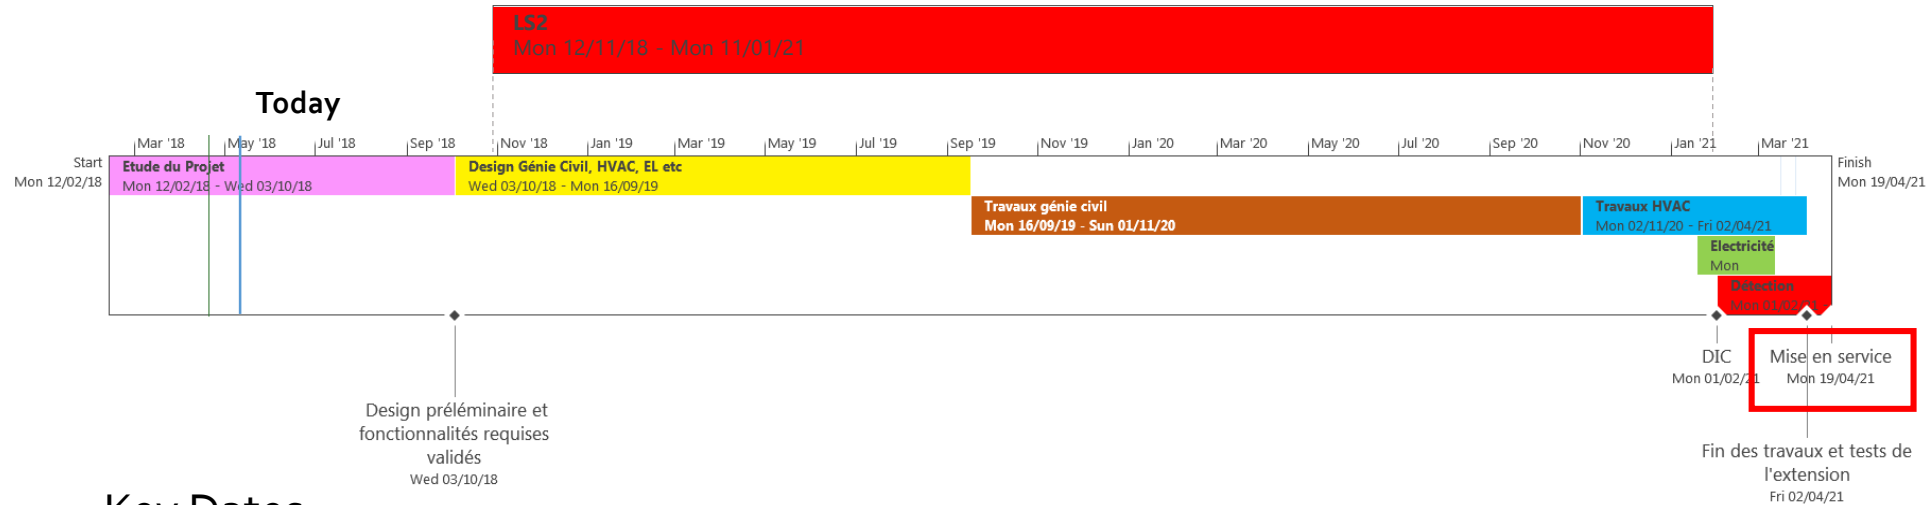 LS2
Mon 12/11/18 - Mon 11/01/21
Today
Mar '18 May '18 Jul '18 Sep '18 Nov '18 Jan '19 Mar '19 May '19 Jul '19 Sep '19 Nov '19 Jan '20 Mar '20 May '20 Jul '20 Sep '20 Nov '20 Jan '21 Mar '21
Start
Mon 12/02/18
Etude du Projet
Mon 12/02/18 - Wed 03/10/18
Design Génie Civil, HVAC, EL etc
Wed 03/10/18 - Mon 16/09/19
Finish
Mon 19/04/21
Travaux génie civil
Mon 16/09/19 - Sun 01/11/20
Travaux HVAC
Mon 02/11/20 - Fri 02/04/21
Electricité
Mon
Détection
Mon 01/02/21
DIC
Mon 01/02/21
Mise en service
Mon 19/04/21
Design préléminaire et
fonctionnalités requises
validés
Wed 03/10/18
Fin des travaux et tests de
l'extension
Fri 02/04/21
Key Dates